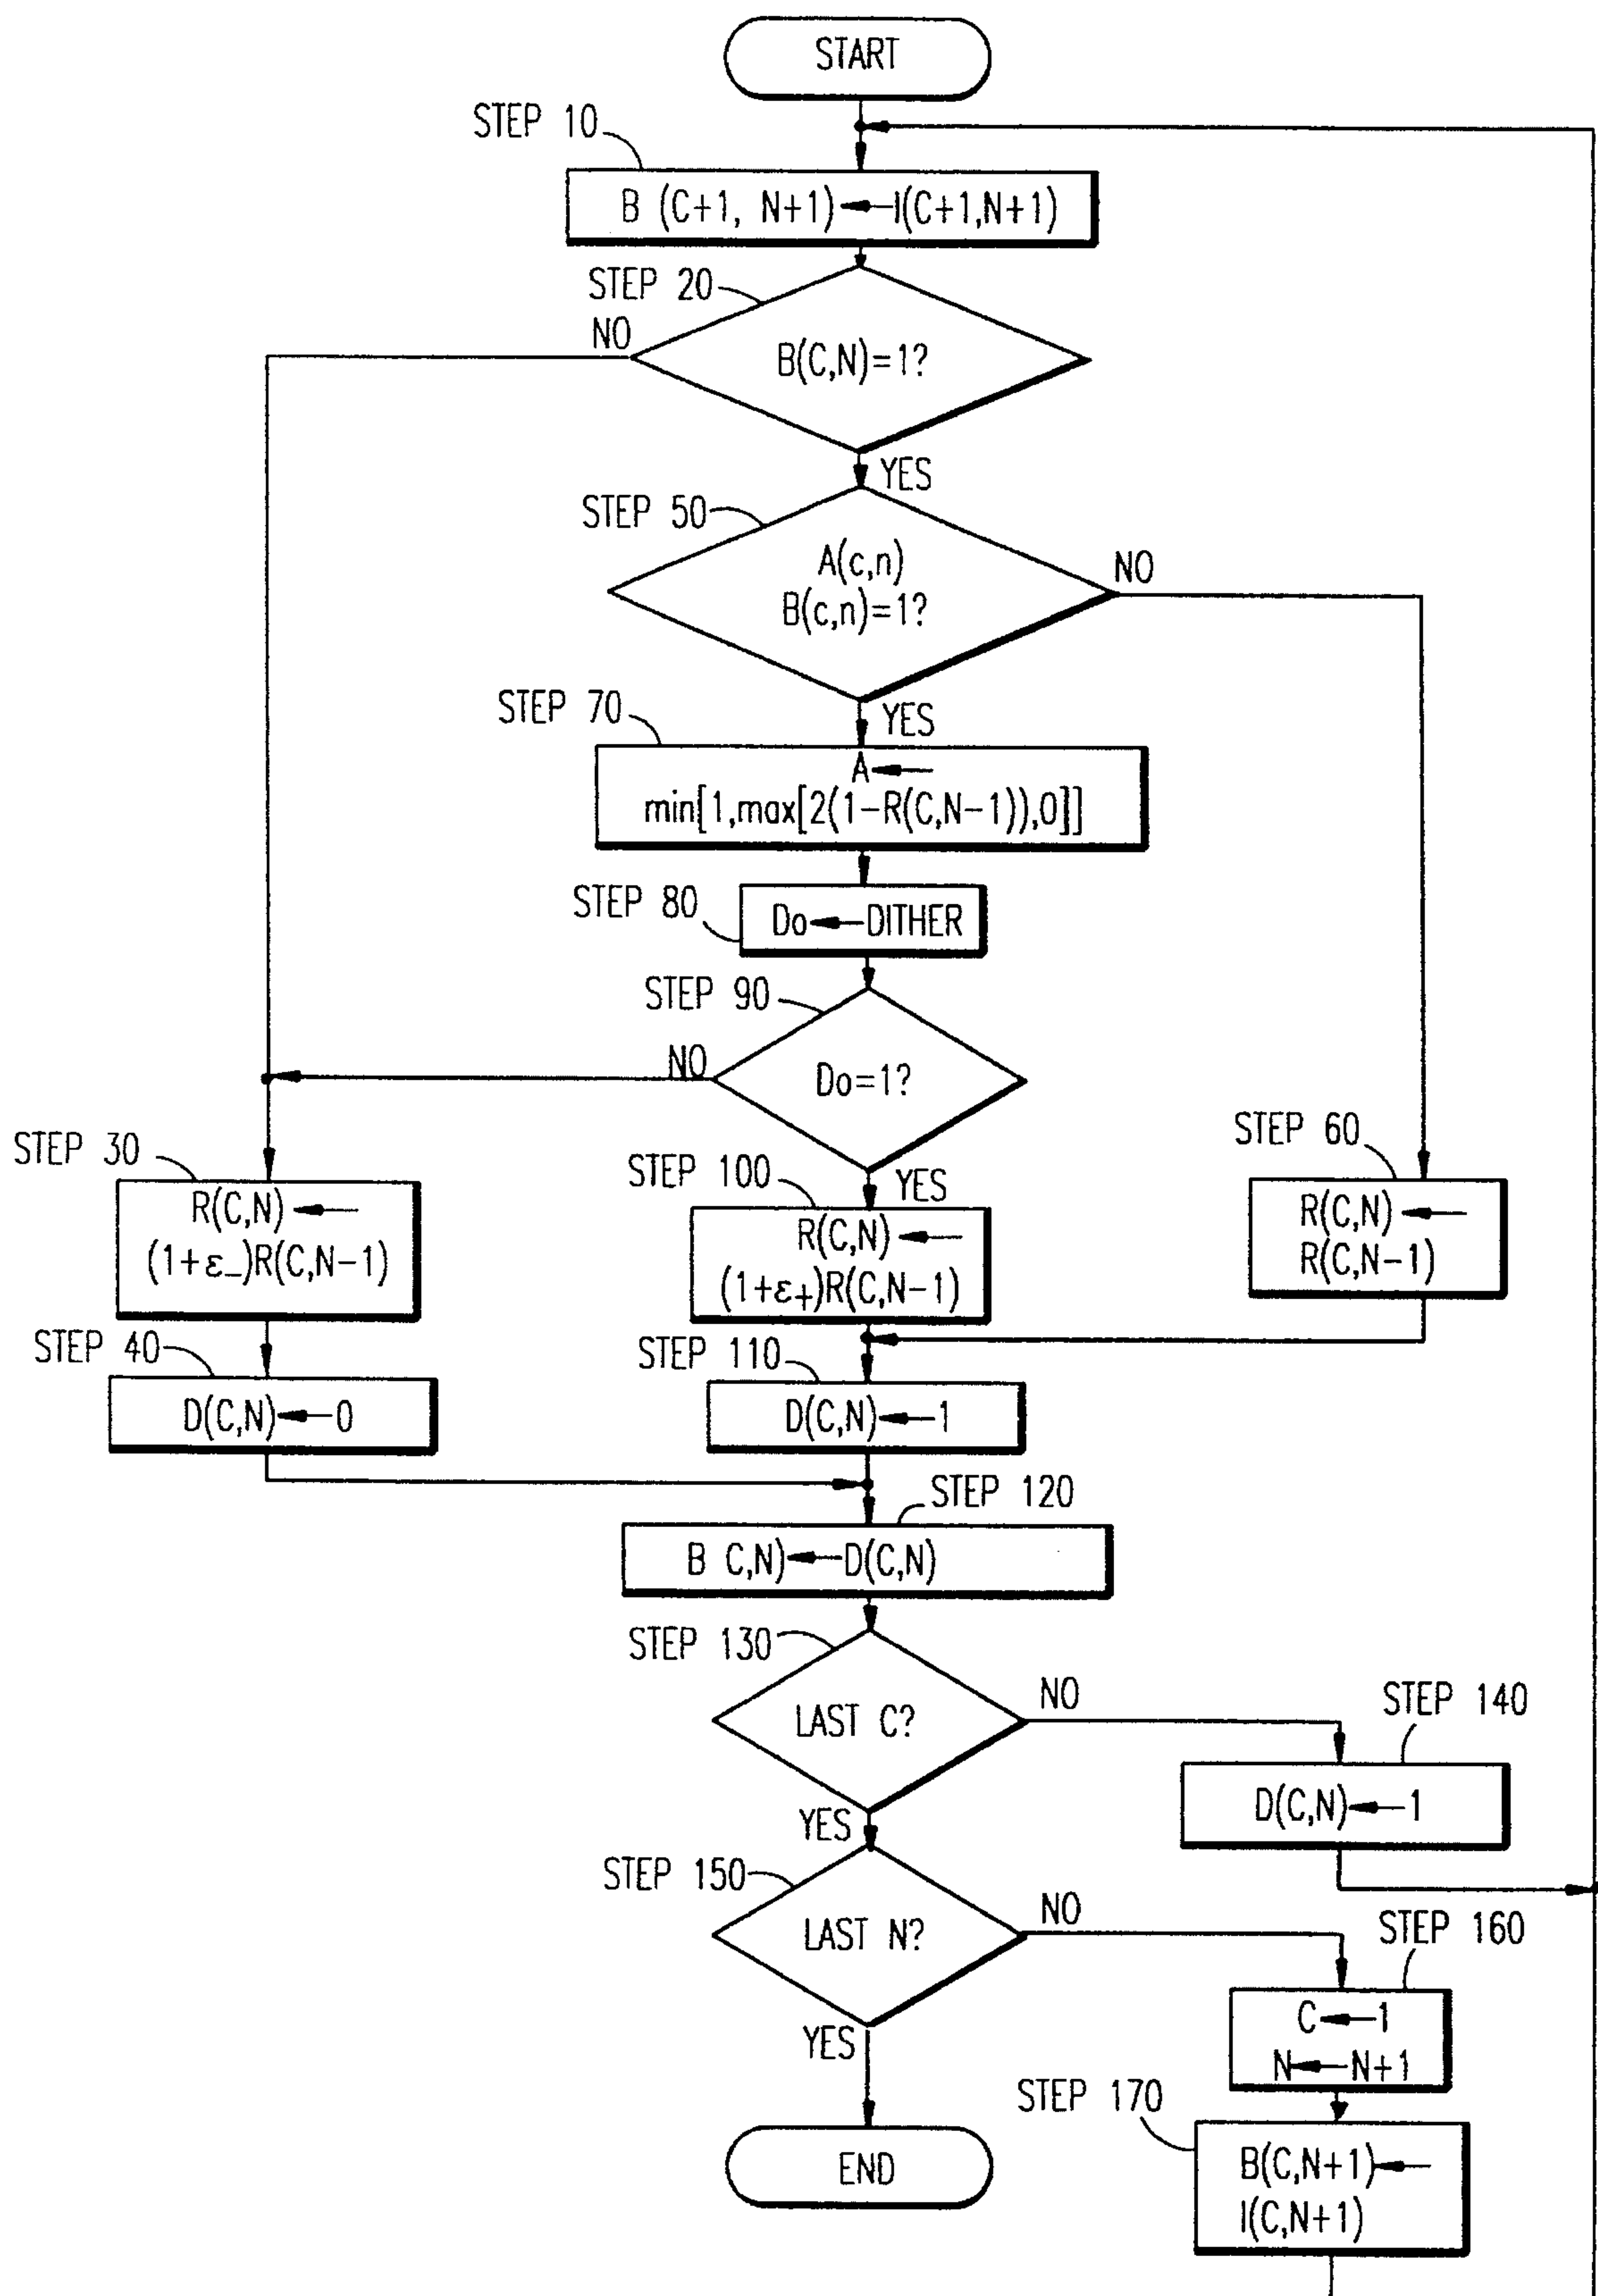 START
STEP 10
B (C+1, N+1)←I(C+1,N+1)
STEP 20
NO
B(C,N)=1?
YES
STEP 50
A(c,n)
B(c,n)=1?
NO
STEP 70
YES
A←
min[1,max[2(1-R(C,N-1)),0]]
STEP 80
Do←DITHER
STEP 90
NO
Do=1?
STEP 30
R(C,N)←
(1+ε-)R(C,N-1)
STEP 100
YES
R(C,N)←
(1+ε+)R(C,N-1)
STEP 60
R(C,N)←
R(C,N-1)
STEP 40
D(C,N)←0
STEP 110
D(C,N)←1
STEP 120
B C,N)←D(C,N)
STEP 130
LAST C?
NO
STEP 140
D(C,N)←1
YES
STEP 150
LAST N?
NO
STEP 160
C←1
N←N+1
YES
STEP 170
B(C,N+1)←
I(C,N+1)
END